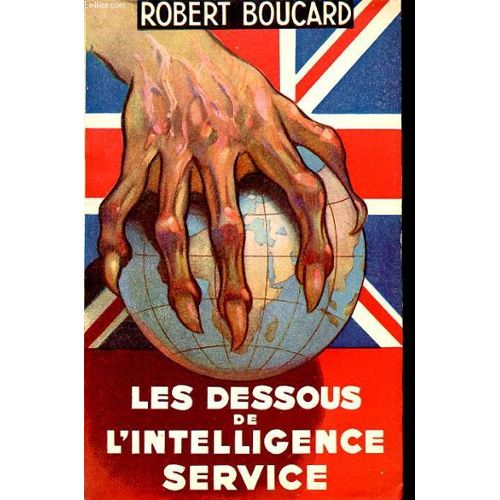 ROBERT BOUCARD
LES DESSOUS
DE
L'INTELLIGENCE
SERVICE